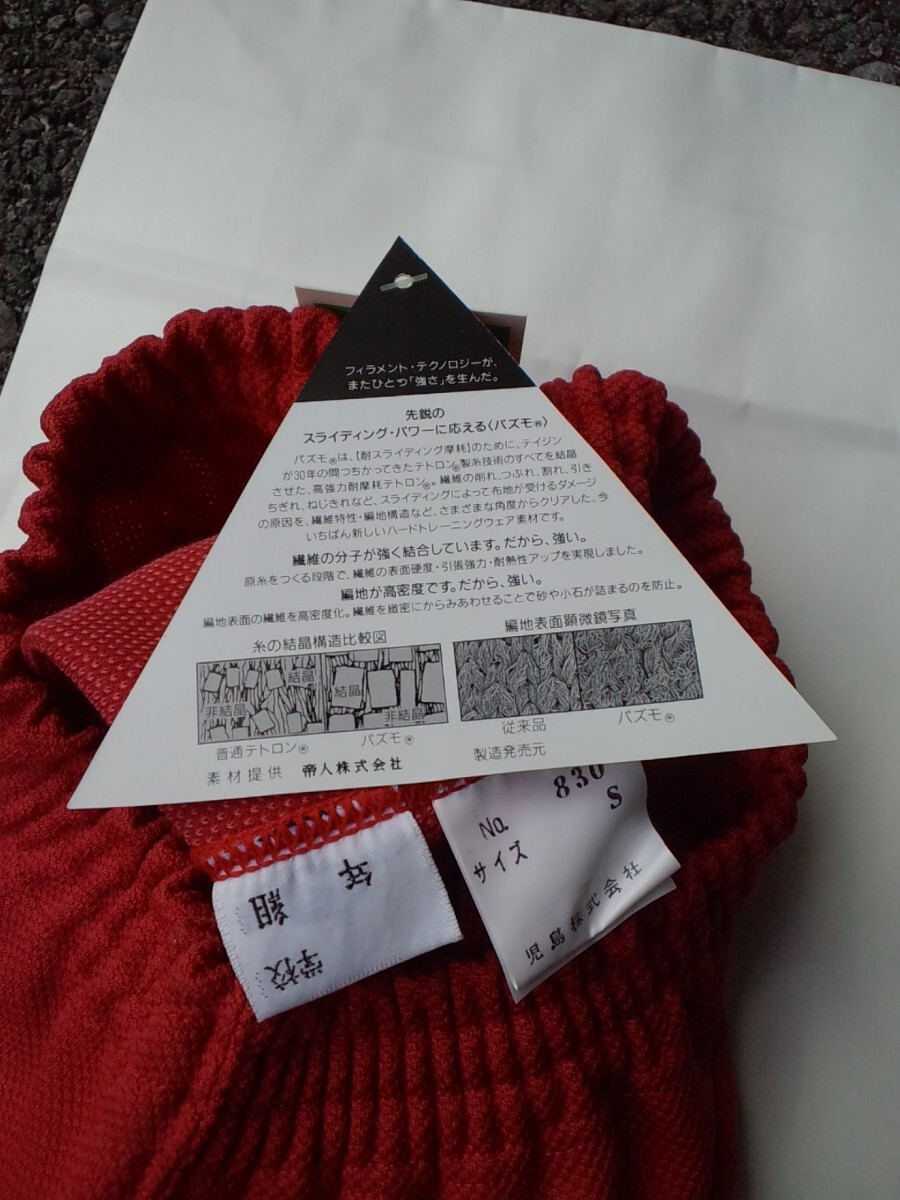 フィラメント・テクノロジーが、
またひとつ「強さ」を生んだ。
先鋭の
スライディング・パワーに応える〈パズモ®〉
パズモ®は、【耐スライディング摩耗】のために、テイジン
が30年の間つちかってきたテトロン®製糸技術のすべてを結晶
させた、高強力耐摩耗テトロン®。繊維の削れ、つぶれ、割れ、引き
ちぎれ、ねじきれなど、スライディングによって布地が受けるダメージ
の原因を、繊維特性・編地構造など、さまざまな角度からクリアした、今
いちばん新しいハードトレーニングウェア素材です。
繊維の分子が強く結合しています。だから、強い。
原糸をつくる段階で、繊維の表面硬度・引張強力・耐熱性アップを実現しました。
編地が高密度です。だから、強い。
編地表面の繊維を高密度化。繊維を緻密にからみあわせることで砂や小石が詰まるのを防止。
糸の結晶構造比較図
編地表面顕微鏡写真
結晶
非結晶
結晶
非結晶
普通テトロン®
パズモ®
従来品
パズモ®
素材提供 帝人株式会社
製造発売元
No. 830
サイズ S
児島株式会社
年
組
学校